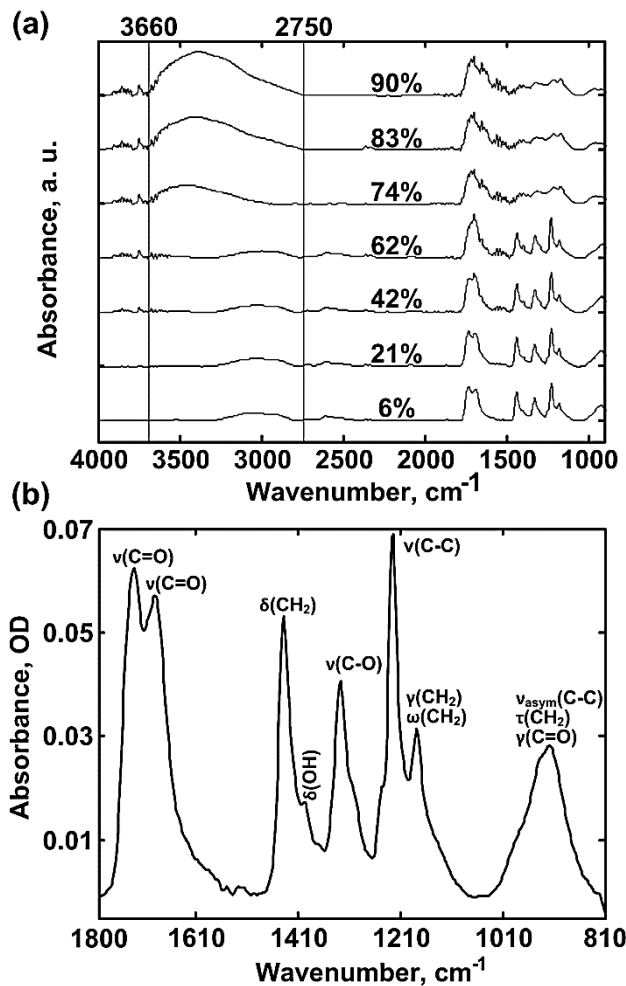 (a)
3660 2750
90%
83%
74%
62%
42%
21%
6%
Absorbance, a. u.
4000 3500 3000 2500 2000 1500 1000
Wavenumber, cm⁻¹
(b)
0.07
0.05
0.03
0.01
Absorbance, OD
ν(C=O)
ν(C=O)
δ(CH₂)
δ(OH)
ν(C-O)
ν(C-C)
γ(CH₂)
ω(CH₂)
νasym(C-C)
τ(CH₂)
γ(C=O)
1800 1610 1410 1210 1010 810
Wavenumber, cm⁻¹